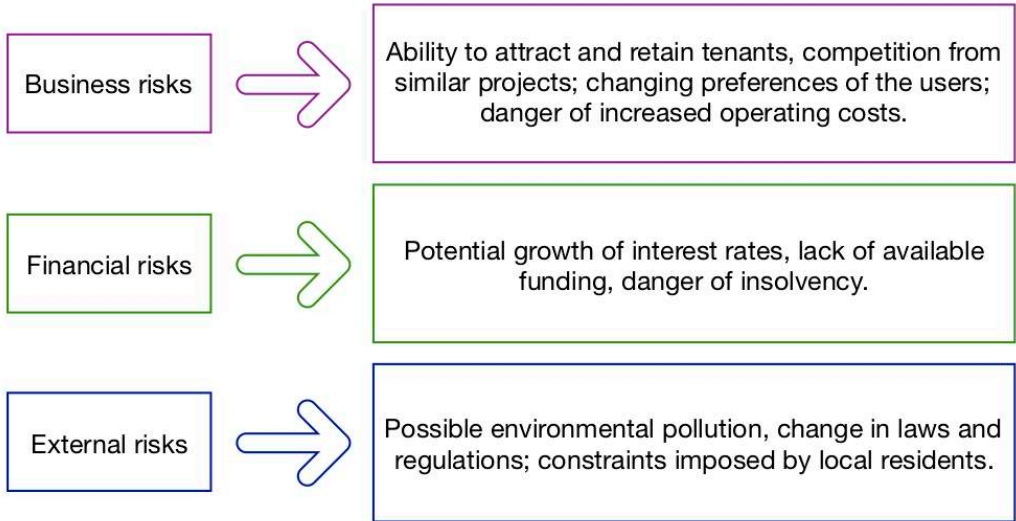 Business risks
Ability to attract and retain tenants, competition from
similar projects; changing preferences of the users;
danger of increased operating costs.
Financial risks
Potential growth of interest rates, lack of available
funding, danger of insolvency.
External risks
Possible environmental pollution, change in laws and
regulations; constraints imposed by local residents.